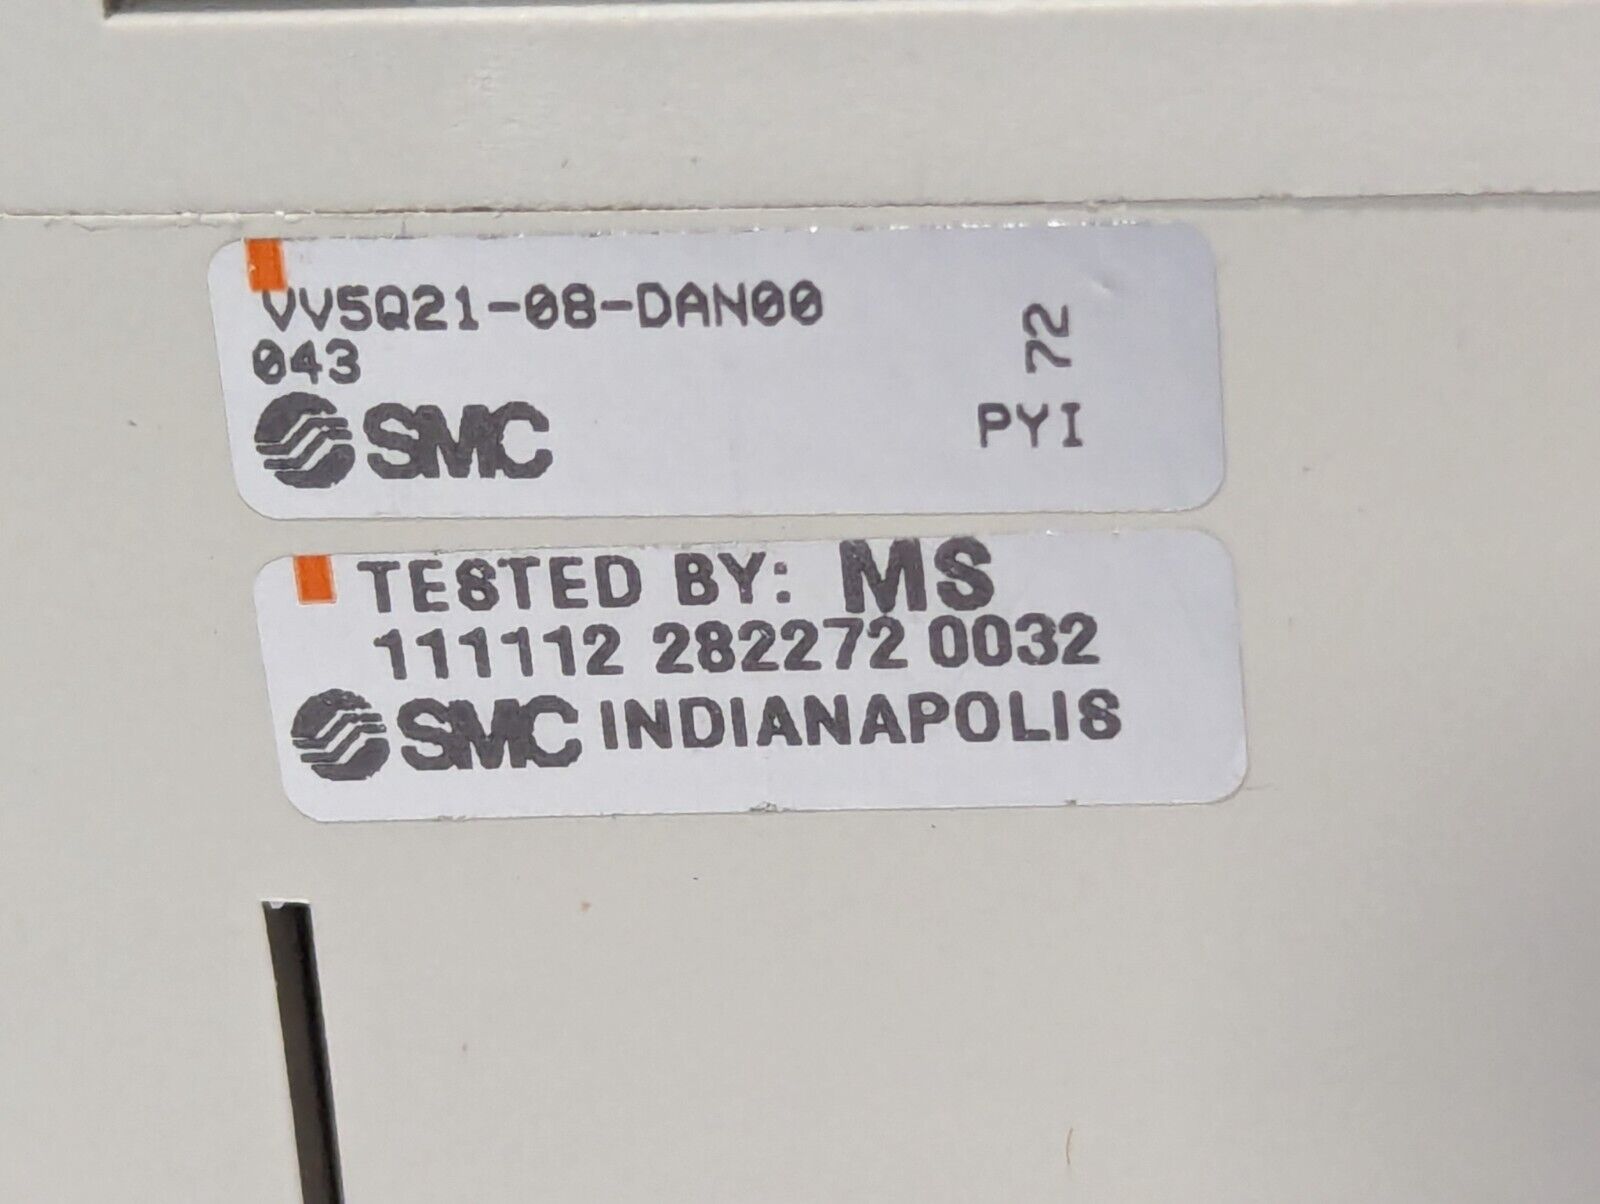 VV5Q21-08-DAN00
043
72
SMC
PYI
TESTED BY: MS
111112 282272 0032
SMC INDIANAPOLIS